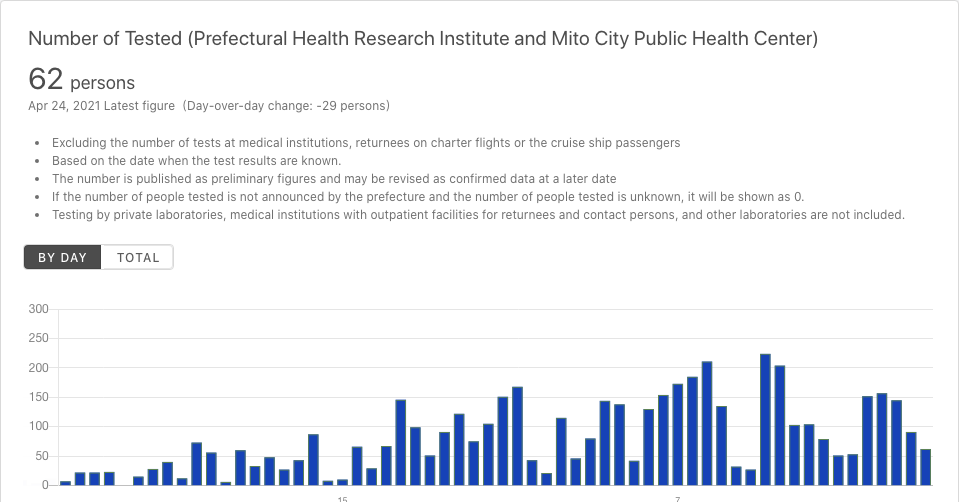 Number of Tested (Prefectural Health Research Institute and Mito City Public Health Center)
62 persons
Apr 24, 2021 Latest figure (Day-over-day change: -29 persons)
• Excluding the number of tests at medical institutions, returnees on charter flights or the cruise ship passengers
• Based on the date when the test results are known.
• The number is published as preliminary figures and may be revised as confirmed data at a later date
• If the number of people tested is not announced by the prefecture and the number of people tested is unknown, it will be shown as 0.
• Testing by private laboratories, medical institutions with outpatient facilities for returnees and contact persons, and other laboratories are not included.
BY DAY TOTAL
300
250
200
150
100
50
0
15 7